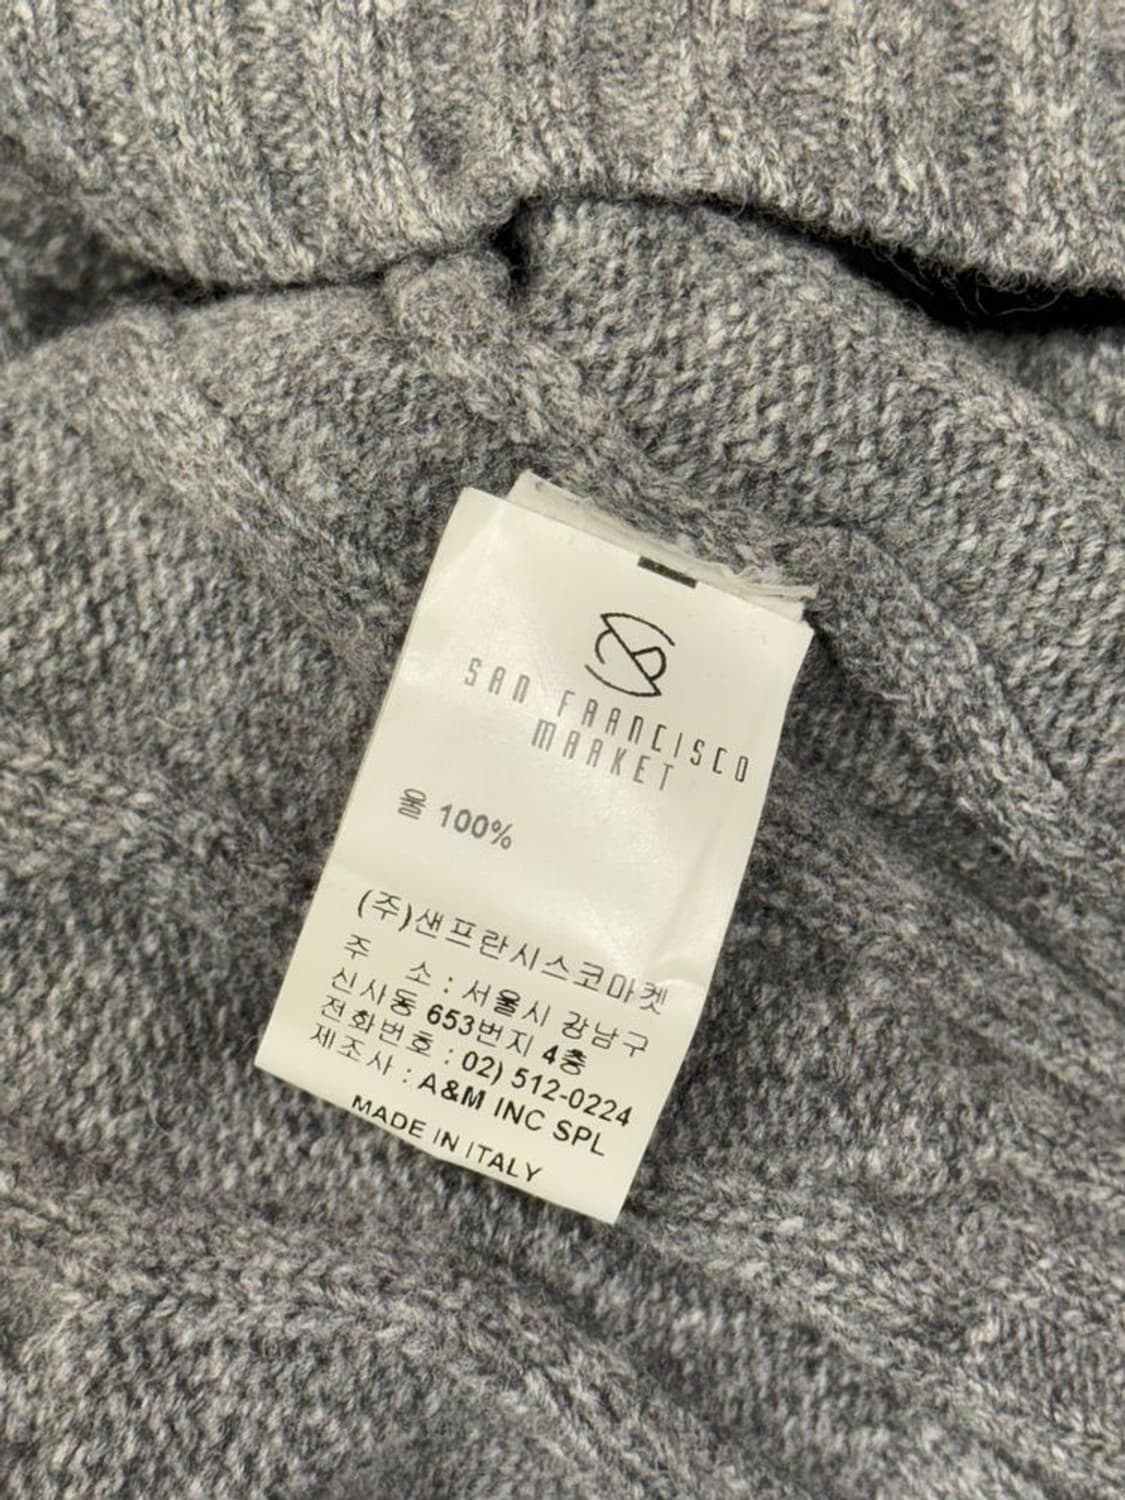 SAN FRANCISCO
MARKET
울 100%
(주)샌프란시스코마켓
주 소 : 서울시 강남구
신사동 653번지 4층
전화번호 : 02) 512-0224
제조사 : A&M INC SPL
MADE IN ITALY